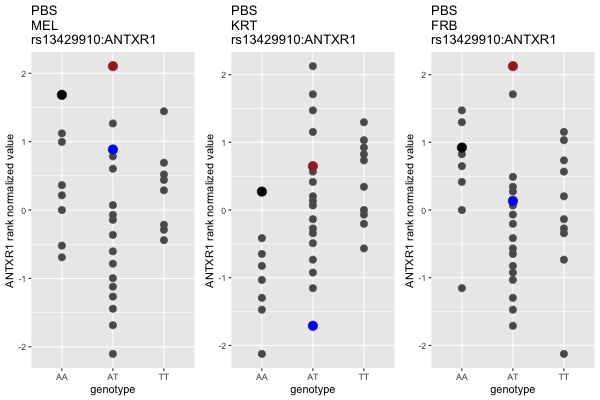 PBS
MEL
rs13429910:ANTXR1
ANTXR1 rank normalized value
2
1
0
-1
-2
AA AT TT
genotype
PBS
KRT
rs13429910:ANTXR1
ANTXR1 rank normalized value
2
1
0
-1
-2
AA AT TT
genotype
PBS
FRB
rs13429910:ANTXR1
ANTXR1 rank normalized value
2
1
0
-1
-2
AA AT TT
genotype